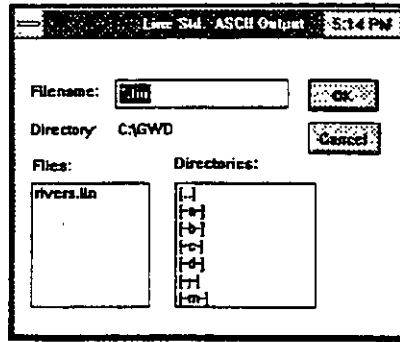 Line Std. ASCII Output 5:14 PM
Filename: *.lin OK
Directory: C:\GWD Cancel
Files: Directories:
rivers.lin [..]
[-a-]
[-b-]
[-c-]
[-d-]
[-m-]